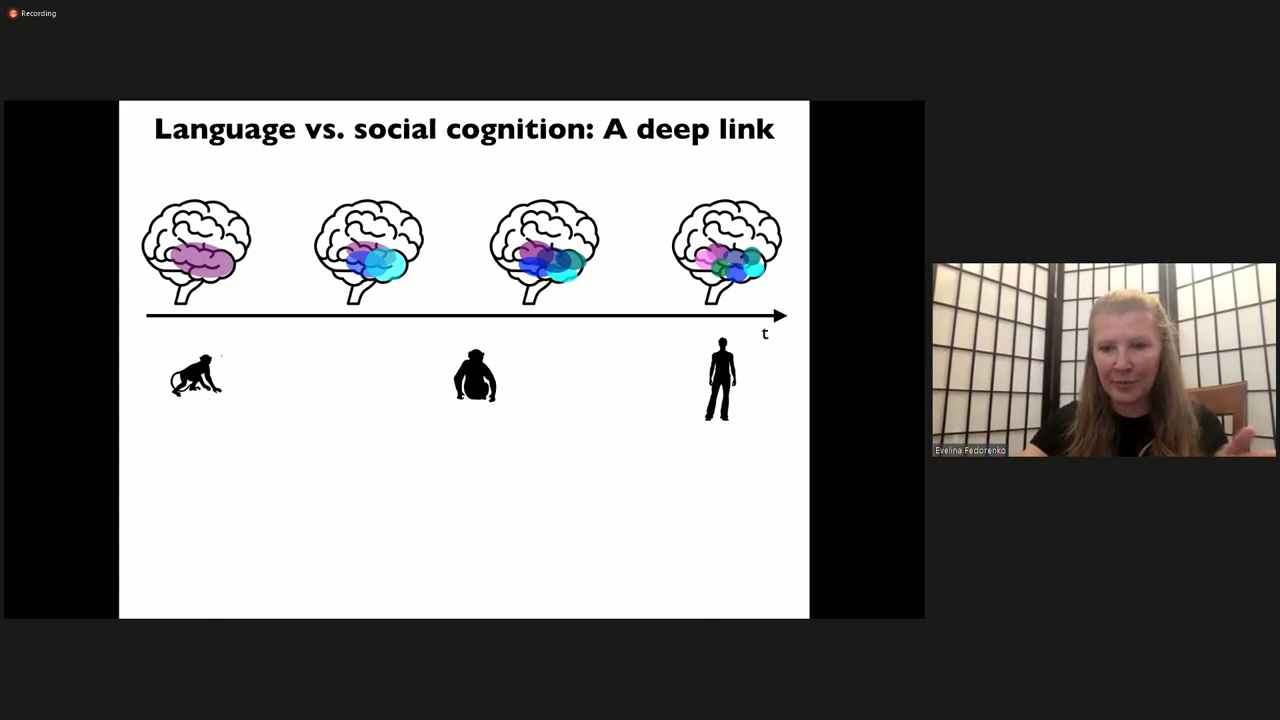 Recording
Language vs. social cognition: A deep link
t
Evelina Fedorenko